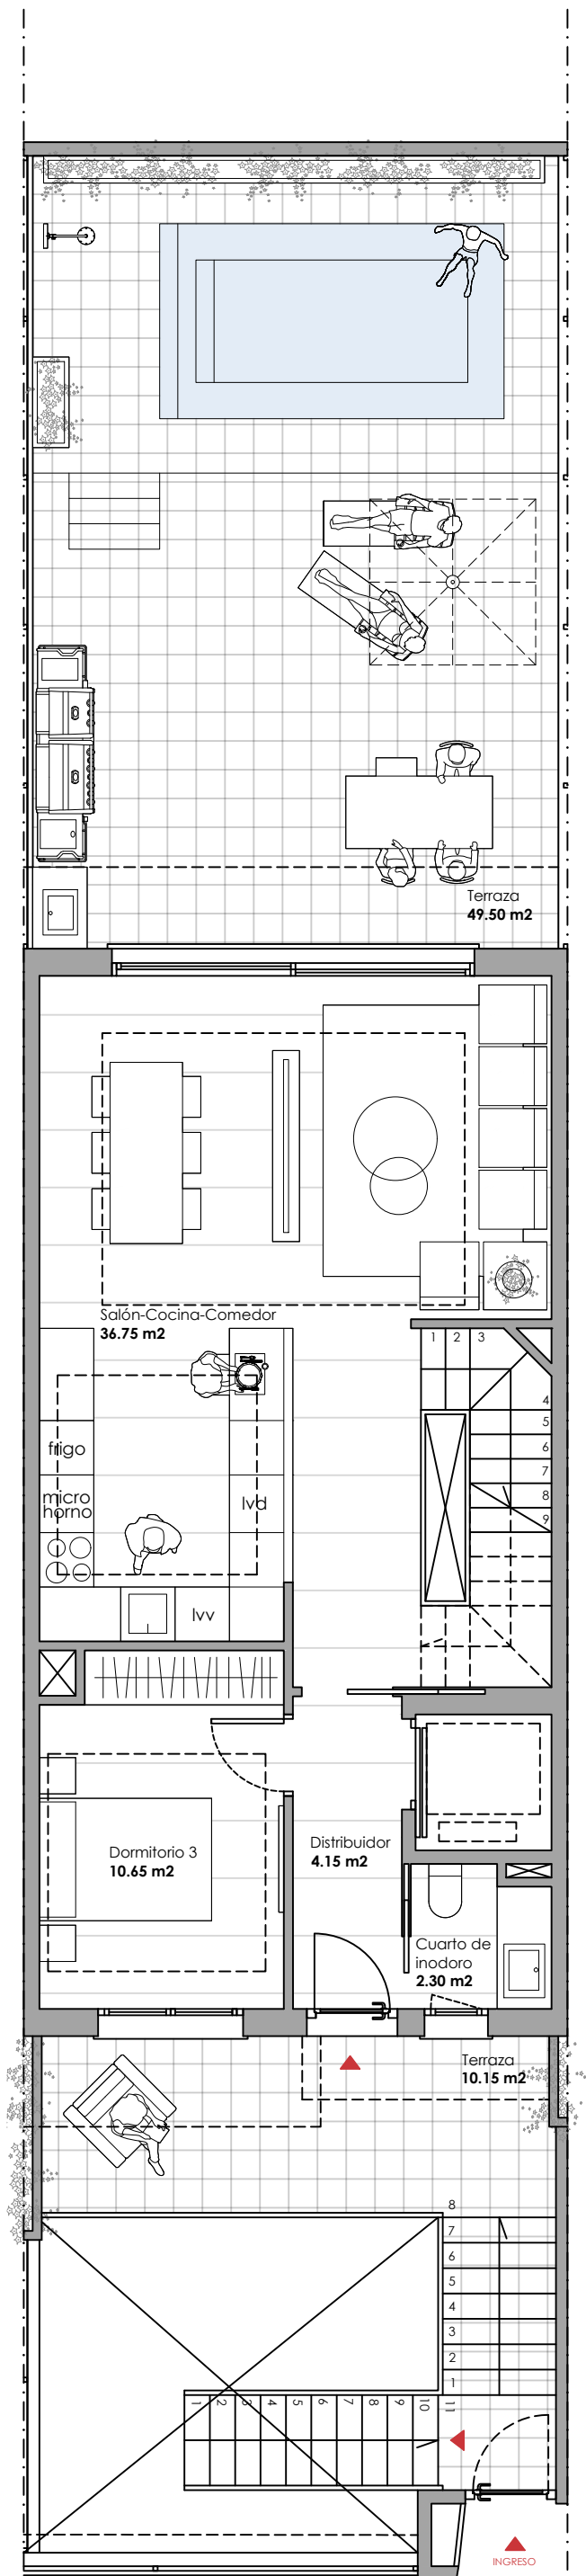 Terraza
49.50 m2
Salón-Cocina-Comedor
36.75 m2
1 2 3
4
5
6
7
8
9
frigo
micro
horno
lvd
lvv
Dormitorio 3
10.65 m2
Distribuidor
4.15 m2
Cuarto de
inodoro
2.30 m2
Terraza
10.15 m2
8
7
6
5
4
3
2
1
1 2 3 4 5 6 7 8 9 10 11
INGRESO